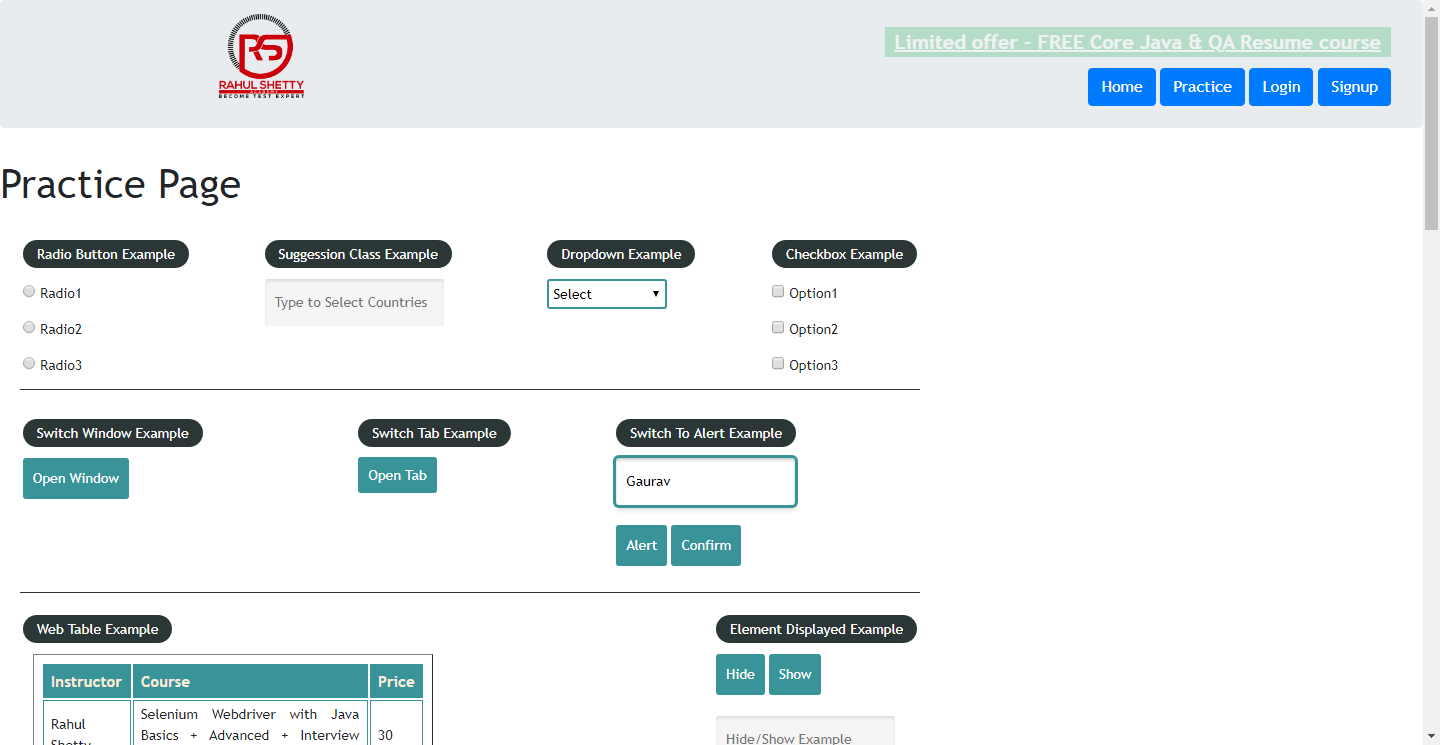 RS
RAHUL SHETTY
ACADEMY
BECOME TEST EXPERT
Limited offer - FREE Core Java & QA Resume course
Home Practice Login Signup
Practice Page
Radio Button Example Suggession Class Example Dropdown Example Checkbox Example
Radio1 Type to Select Countries Select Option1
Radio2 Option2
Radio3 Option3
Switch Window Example Switch Tab Example Switch To Alert Example
Open Window Open Tab Gaurav
Alert Confirm
Web Table Example Element Displayed Example
Hide Show
Instructor Course Price
Rahul Selenium Webdriver with Java
Shetty Basics + Advanced + Interview 30
Hide/Show Example